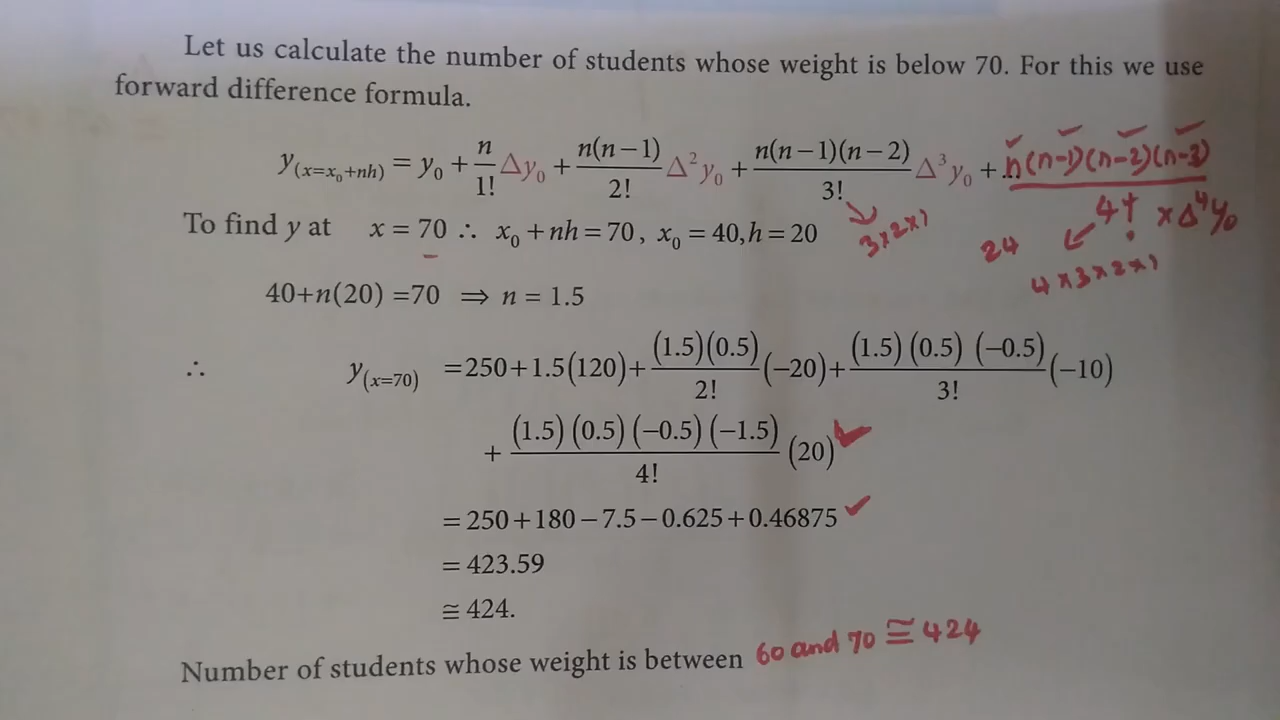 Let us calculate the number of students whose weight is below 70. For this we use
forward difference formula.
y(x=x₀+nh) = y₀ + n/1! Δy₀ + n(n−1)/2! Δ²y₀ + n(n−1)(n−2)/3! Δ³y₀ + ... n(n-1)(n-2)(n-3)/4! × Δ⁴y₀
To find y at x = 70 ∴ x₀ + nh = 70, x₀ = 40, h = 20
3×2×1
24
4×3×2×1
40+n(20) =70 ⇒ n = 1.5
∴ y(x=70) =250+1.5(120)+ (1.5)(0.5)/2! (−20)+ (1.5) (0.5) (−0.5)/3! (−10)
+ (1.5) (0.5) (−0.5) (−1.5)/4! (20)
= 250+180−7.5−0.625+0.46875
= 423.59
≅ 424.
Number of students whose weight is between 60 and 70 ≅ 424